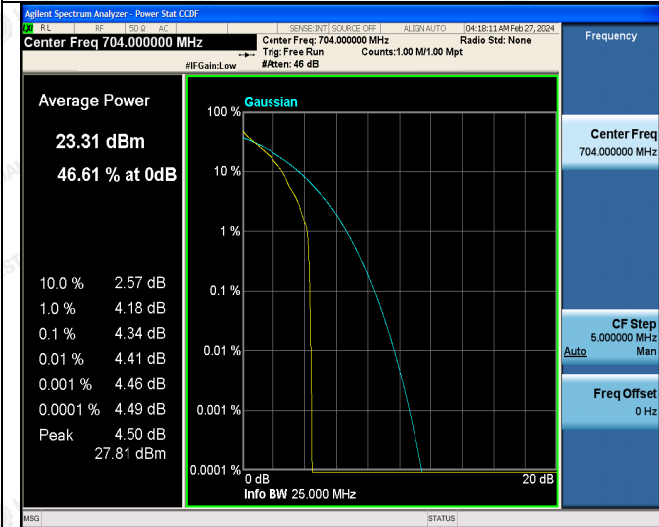 Agilent Spectrum Analyzer - Power Stat CCDF
RL RF 50 Ω AC SENSE:INT SOURCE OFF ALIGN AUTO 04:18:11 AM Feb 27, 2024
Center Freq 704.000000 MHz
Center Freq: 704.000000 MHz Radio Std: None
Trig: Free Run Counts:1.00 M/1.00 Mpt
#IFGain:Low #Atten: 46 dB
Frequency
Average Power
23.31 dBm
46.61 % at 0dB
10.0 % 2.57 dB
1.0 % 4.18 dB
0.1 % 4.34 dB
0.01 % 4.41 dB
0.001 % 4.46 dB
0.0001 % 4.49 dB
Peak 4.50 dB
27.81 dBm
Gaussian
100 %
10 %
1 %
0.1 %
0.01 %
0.001 %
0.0001 %
0 dB 20 dB
Info BW 25.000 MHz
Center Freq
704.000000 MHz
CF Step
5.000000 MHz
Auto Man
Freq Offset
0 Hz
MSG STATUS